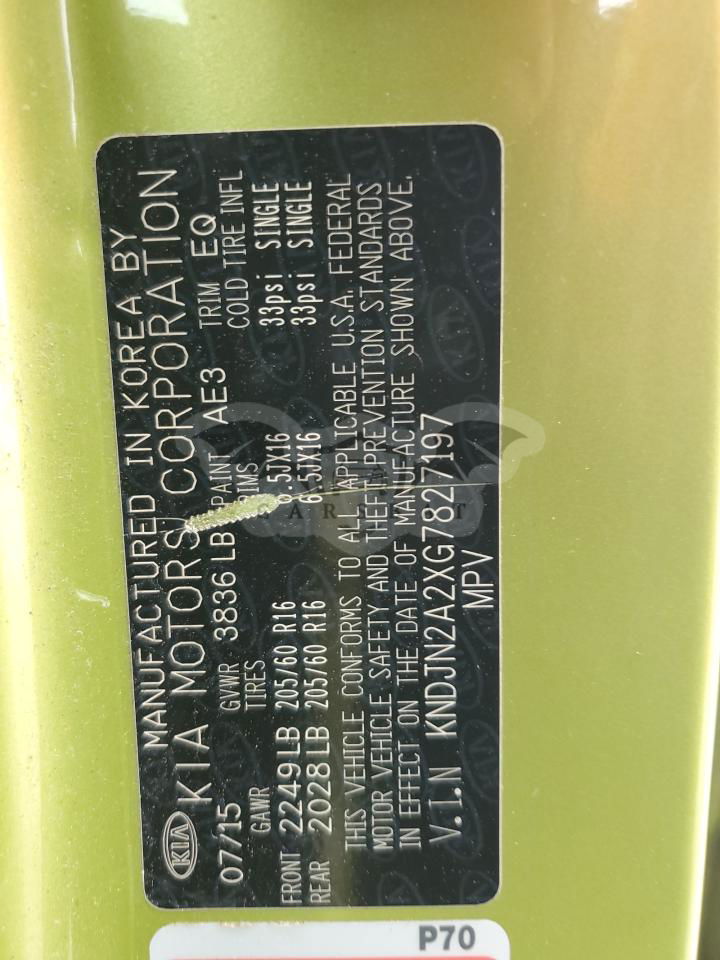 MANUFACTURED IN KOREA BY
KIA KIA MOTORS CORPORATION
07/15 GVWR 3836 LB PAINT AE3 TRIM EQ
GAWR TIRES RIMS COLD TIRE INFL
FRONT 2249LB 205/60 R16 6.5JX16 33psi SINGLE
REAR 2028LB 205/60 R16 6.5JX16 33psi SINGLE
THIS VEHICLE CONFORMS TO ALL APPLICABLE U.S.A. FEDERAL
MOTOR VEHICLE SAFETY AND THEFT PREVENTION STANDARDS
IN EFFECT ON THE DATE OF MANUFACTURE SHOWN ABOVE.
V.I.N KNDJN2A2XG7827197
MPV
P70